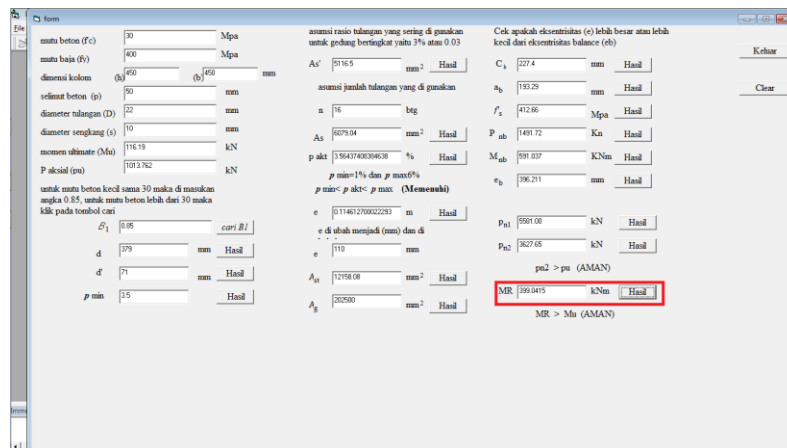 form
File
mutu beton (f'c) 30 Mpa
mutu baja (fy) 400 Mpa
dimensi kolom (h) 450 (b) 450 mm
selimut beton (p) 50 mm
diameter tulangan (D) 22 mm
diameter sengkang (s) 10 mm
momen ultimate (Mu) 116.19 kN
P aksial (pu) 1013.762 kN
untuk mutu beton kecil sama 30 maka di masukan
angka 0.85, untuk mutu beton lebih dari 30 maka
klik pada tombol cari
B1 0.85 cari B1
d 379 mm Hasil
d' 71 mm Hasil
p min 3.5 Hasil
asumsi rasio tulangan yang sering di gunakan
untuk gedung bertingkat yaitu 3% atau 0.03
As' 5116.5 mm2 Hasil
asumsi jumlah tulangan yang di gunakan
n 16 btg
As 6079.04 mm2 Hasil
p akt 3.56437408384638 % Hasil
p min=1% dan p max6%
p min< p akt< p max (Memenuhi)
e 0.114612700022293 m Hasil
e di ubah menjadi (mm) dan di
e 110 mm
Ast 12158.08 mm2 Hasil
Ag 202500 mm2 Hasil
Cek apakah eksentrisitas (e) lebih besar atau lebih
kecil dari eksentrisitas balance (eb)
Cb 227.4 mm Hasil
ab 193.29 mm Hasil
f's 412.66 Mpa Hasil
Pnb 1491.72 Kn Hasil
Mnb 591.037 KNm Hasil
eb 396.211 mm Hasil
Pn1 5581.08 kN Hasil
Pn2 3627.65 kN Hasil
pn2 > pu (AMAN)
MR 399.0415 kNm Hasil
MR > Mu (AMAN)
Keluar
Clear